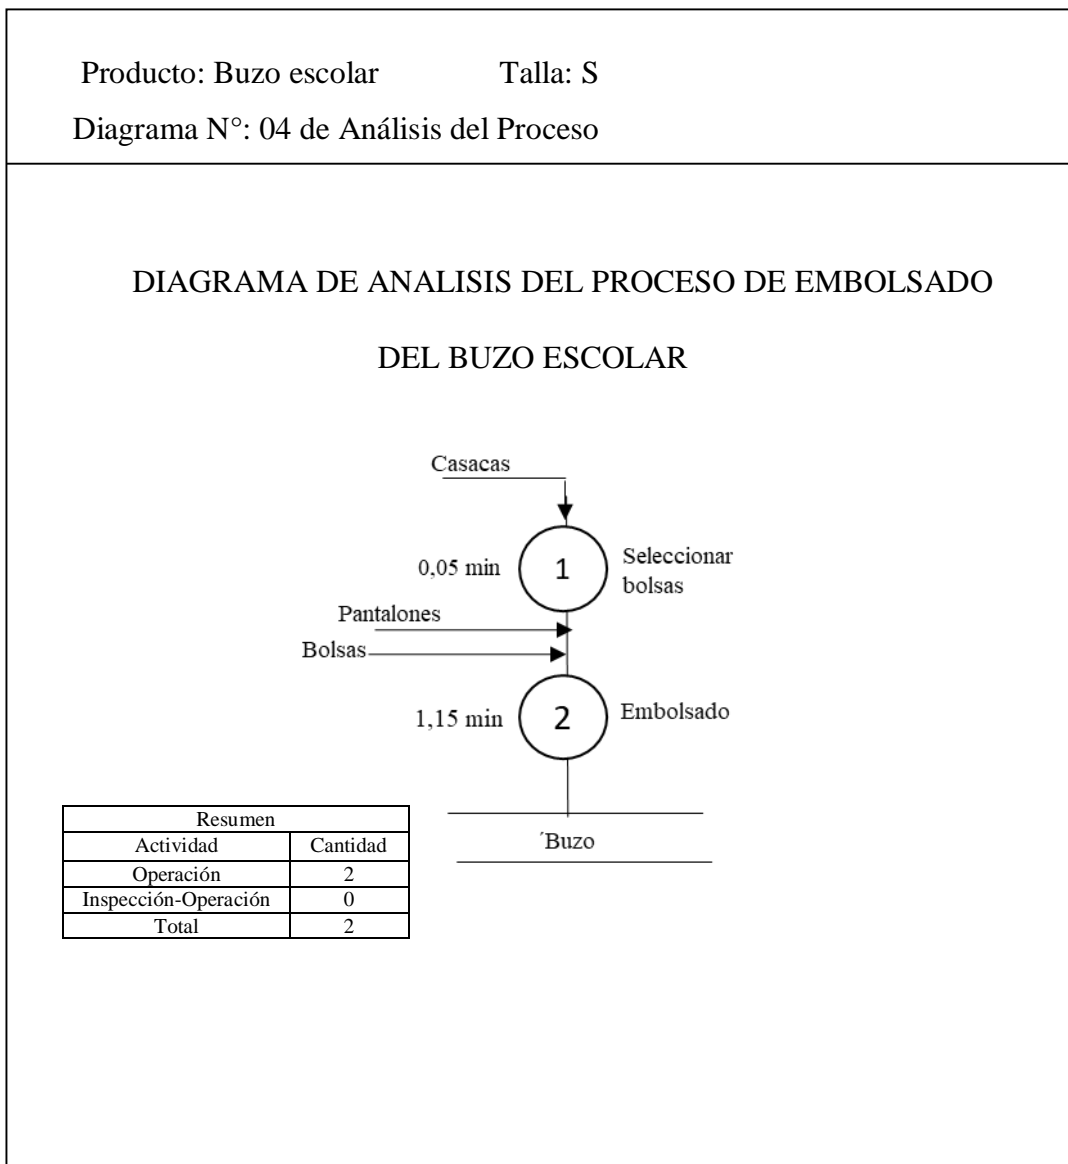 Producto: Buzo escolar Talla: S
Diagrama N°: 04 de Análisis del Proceso
DIAGRAMA DE ANALISIS DEL PROCESO DE EMBOLSADO
DEL BUZO ESCOLAR
Casacas
0,05 min 1 Seleccionar
bolsas
Pantalones
Bolsas
1,15 min 2 Embolsado
´Buzo
Resumen
Actividad Cantidad
Operación 2
Inspección-Operación 0
Total 2